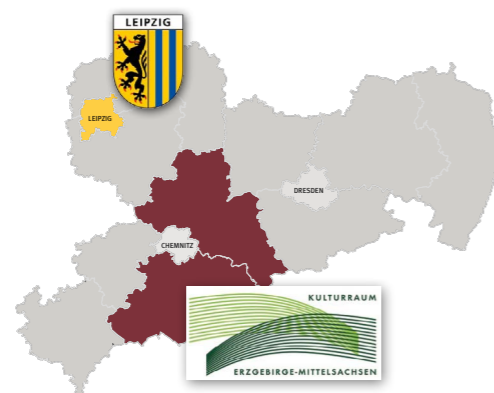 LEIPZIG
LEIPZIG
DRESDEN
CHEMNITZ
KULTURRAUM
ERZGEBIRGE-MITTELSACHSEN